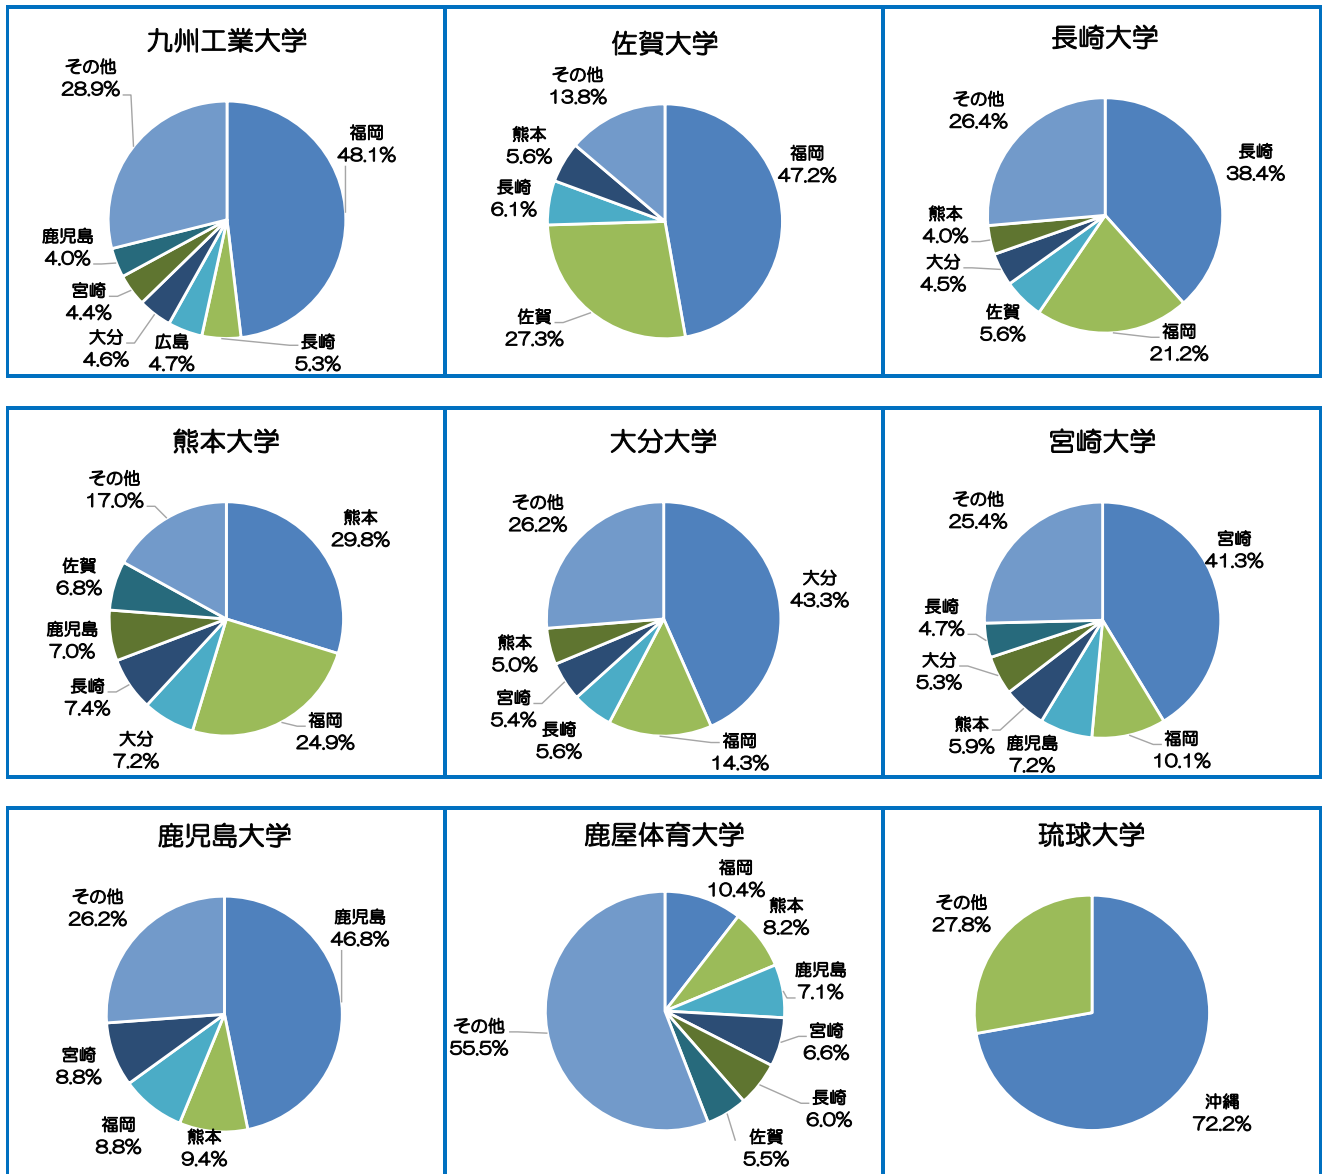 九州工業大学
その他
28.9%
福岡
48.1%
鹿児島
4.0%
宮崎
4.4%
大分
4.6%
広島
4.7%
長崎
5.3%
佐賀大学
その他
13.8%
熊本
5.6%
長崎
6.1%
福岡
47.2%
佐賀
27.3%
長崎大学
その他
26.4%
長崎
38.4%
熊本
4.0%
大分
4.5%
佐賀
5.6%
福岡
21.2%
熊本大学
その他
17.0%
熊本
29.8%
佐賀
6.8%
鹿児島
7.0%
長崎
7.4%
大分
7.2%
福岡
24.9%
大分大学
その他
26.2%
大分
43.3%
熊本
5.0%
宮崎
5.4%
長崎
5.6%
福岡
14.3%
宮崎大学
その他
25.4%
宮崎
41.3%
長崎
4.7%
大分
5.3%
熊本
5.9%
鹿児島
7.2%
福岡
10.1%
鹿児島大学
その他
26.2%
鹿児島
46.8%
宮崎
8.8%
福岡
8.8%
熊本
9.4%
鹿屋体育大学
福岡
10.4%
熊本
8.2%
鹿児島
7.1%
その他
55.5%
宮崎
6.6%
長崎
6.0%
佐賀
5.5%
琉球大学
その他
27.8%
沖縄
72.2%